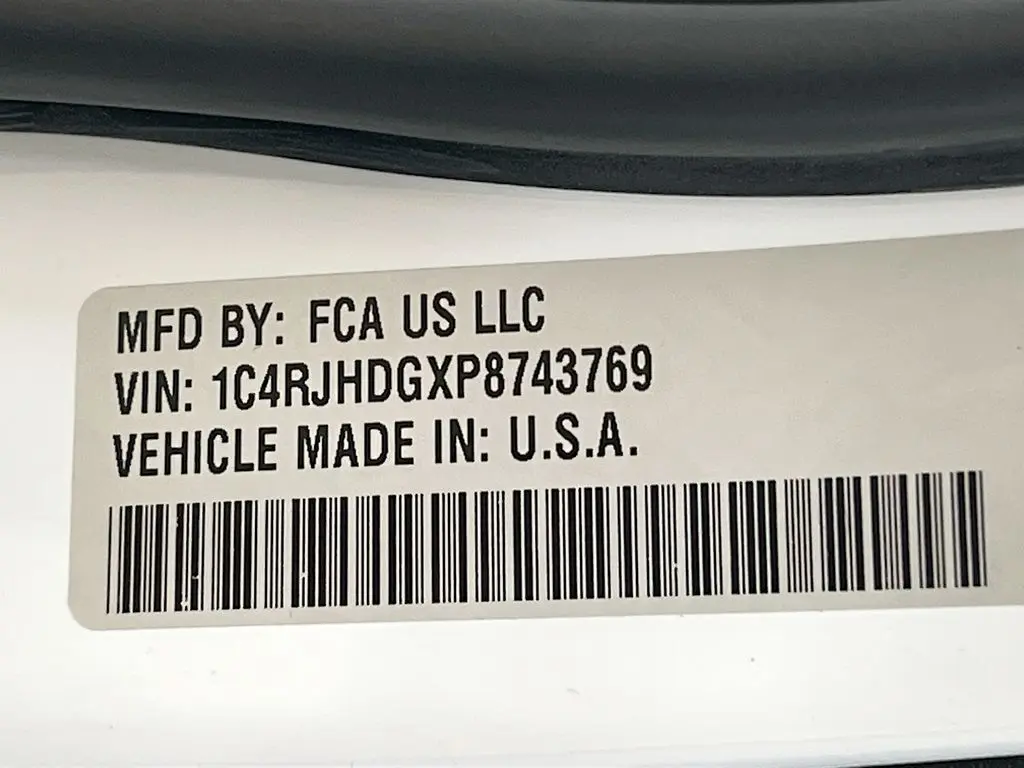 MFD BY: FCA US LLC
VIN: 1C4RJHDGXP8743769
VEHICLE MADE IN: U.S.A.